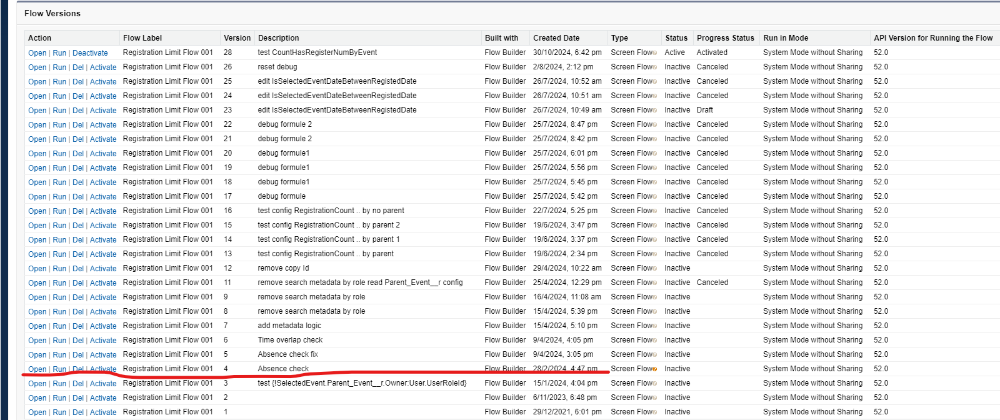 Flow Versions
Action Flow Label Version Description Built with Created Date Type Status Progress Status Run in Mode API Version for Running the Flow
Open | Run | Deactivate Registration Limit Flow 001 28 test CountHasRegisterNumByEvent Flow Builder 30/10/2024, 6:42 pm Screen Flow Active Activated System Mode without Sharing 52.0
Open | Run | Del | Activate Registration Limit Flow 001 26 reset debug Flow Builder 2/8/2024, 2:12 pm Screen Flow Inactive Canceled System Mode without Sharing 52.0
Open | Run | Del | Activate Registration Limit Flow 001 25 edit IsSelectedEventDateBetweenRegistedDate Flow Builder 26/7/2024, 10:52 am Screen Flow Inactive Canceled System Mode without Sharing 52.0
Open | Run | Del | Activate Registration Limit Flow 001 24 edit IsSelectedEventDateBetweenRegistedDate Flow Builder 26/7/2024, 10:51 am Screen Flow Inactive Canceled System Mode without Sharing 52.0
Open | Run | Del | Activate Registration Limit Flow 001 23 edit IsSelectedEventDateBetweenRegistedDate Flow Builder 26/7/2024, 10:49 am Screen Flow Inactive Draft System Mode without Sharing 52.0
Open | Run | Del | Activate Registration Limit Flow 001 22 debug formule 2 Flow Builder 25/7/2024, 8:47 pm Screen Flow Inactive Canceled System Mode without Sharing 52.0
Open | Run | Del | Activate Registration Limit Flow 001 21 debug formule 2 Flow Builder 25/7/2024, 8:42 pm Screen Flow Inactive Canceled System Mode without Sharing 52.0
Open | Run | Del | Activate Registration Limit Flow 001 20 debug formule1 Flow Builder 25/7/2024, 6:01 pm Screen Flow Inactive Canceled System Mode without Sharing 52.0
Open | Run | Del | Activate Registration Limit Flow 001 19 debug formule1 Flow Builder 25/7/2024, 5:56 pm Screen Flow Inactive Canceled System Mode without Sharing 52.0
Open | Run | Del | Activate Registration Limit Flow 001 18 debug formule1 Flow Builder 25/7/2024, 5:45 pm Screen Flow Inactive Canceled System Mode without Sharing 52.0
Open | Run | Del | Activate Registration Limit Flow 001 17 debug formule Flow Builder 25/7/2024, 5:42 pm Screen Flow Inactive Canceled System Mode without Sharing 52.0
Open | Run | Del | Activate Registration Limit Flow 001 16 test config RegistrationCount .. by no parent Flow Builder 22/7/2024, 5:25 pm Screen Flow Inactive Canceled System Mode without Sharing 52.0
Open | Run | Del | Activate Registration Limit Flow 001 15 test config RegistrationCount .. by parent 2 Flow Builder 19/6/2024, 3:47 pm Screen Flow Inactive Canceled System Mode without Sharing 52.0
Open | Run | Del | Activate Registration Limit Flow 001 14 test config RegistrationCount .. by parent 1 Flow Builder 19/6/2024, 3:37 pm Screen Flow Inactive Canceled System Mode without Sharing 52.0
Open | Run | Del | Activate Registration Limit Flow 001 13 test config RegistrationCount .. by parent Flow Builder 19/6/2024, 2:34 pm Screen Flow Inactive Canceled System Mode without Sharing 52.0
Open | Run | Del | Activate Registration Limit Flow 001 12 remove copy Id Flow Builder 29/4/2024, 10:22 am Screen Flow Inactive System Mode without Sharing 52.0
Open | Run | Del | Activate Registration Limit Flow 001 11 remove search metadata by role read Parent_Event__r config Flow Builder 25/4/2024, 12:29 pm Screen Flow Inactive Canceled System Mode without Sharing 52.0
Open | Run | Del | Activate Registration Limit Flow 001 9 remove search metadata by role Flow Builder 16/4/2024, 11:08 am Screen Flow Inactive System Mode without Sharing 52.0
Open | Run | Del | Activate Registration Limit Flow 001 8 remove search metadata by role Flow Builder 15/4/2024, 5:39 pm Screen Flow Inactive System Mode without Sharing 52.0
Open | Run | Del | Activate Registration Limit Flow 001 7 add metadata logic Flow Builder 15/4/2024, 5:10 pm Screen Flow Inactive System Mode without Sharing 52.0
Open | Run | Del | Activate Registration Limit Flow 001 6 Time overlap check Flow Builder 9/4/2024, 4:05 pm Screen Flow Inactive System Mode without Sharing 52.0
Open | Run | Del | Activate Registration Limit Flow 001 5 Absence check fix Flow Builder 9/4/2024, 3:05 pm Screen Flow Inactive System Mode without Sharing 52.0
Open | Run | Del | Activate Registration Limit Flow 001 4 Absence check Flow Builder 28/2/2024, 4:47 pm Screen Flow Inactive System Mode without Sharing 52.0
Open | Run | Del | Activate Registration Limit Flow 001 3 test {!SelectedEvent.Parent_Event__r.Owner:User.UserRoleId} Flow Builder 15/1/2024, 4:04 pm Screen Flow Inactive System Mode without Sharing 52.0
Open | Run | Del | Activate Registration Limit Flow 001 2 Flow Builder 6/11/2023, 6:48 pm Screen Flow Inactive System Mode without Sharing 52.0
Open | Run | Del | Activate Registration Limit Flow 001 1 Flow Builder 29/12/2021, 6:01 pm Screen Flow Inactive System Mode without Sharing 52.0